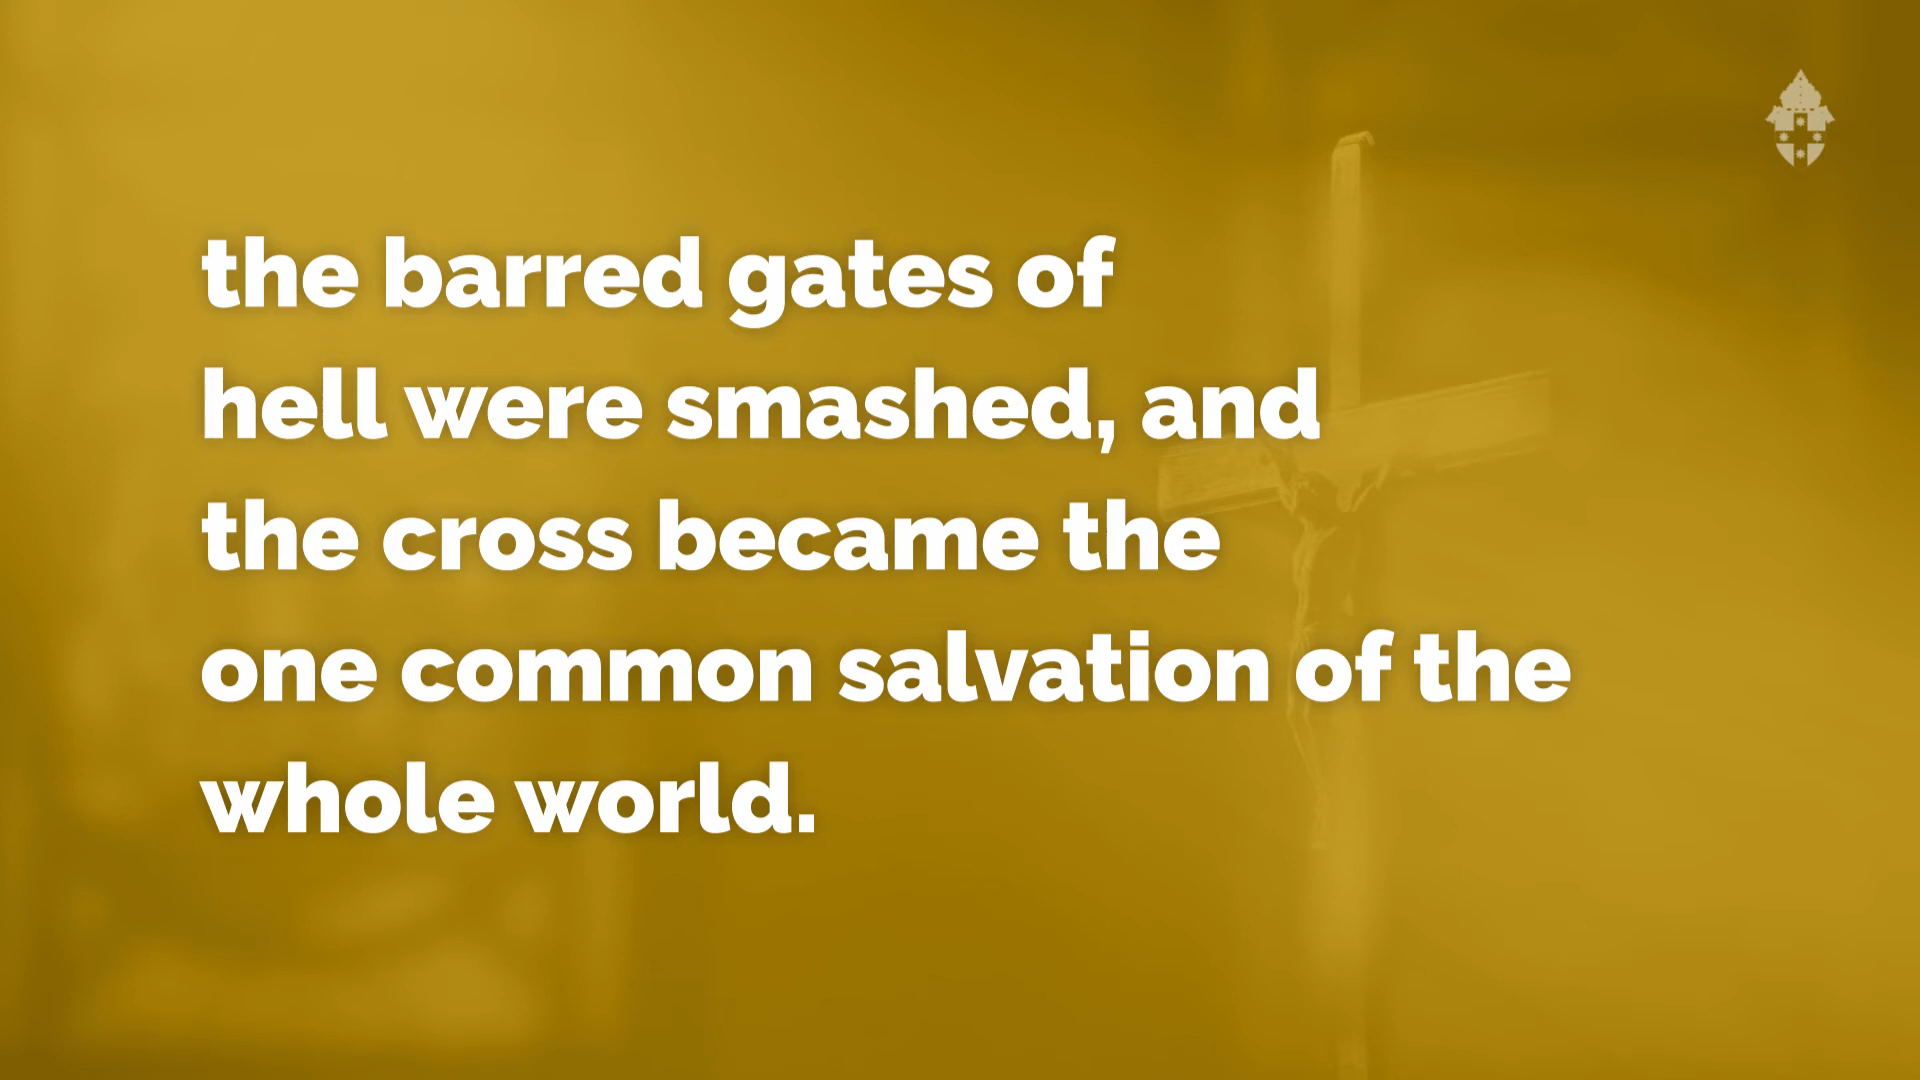 the barred gates of
hell were smashed, and
the cross became the
one common salvation of the
whole world.